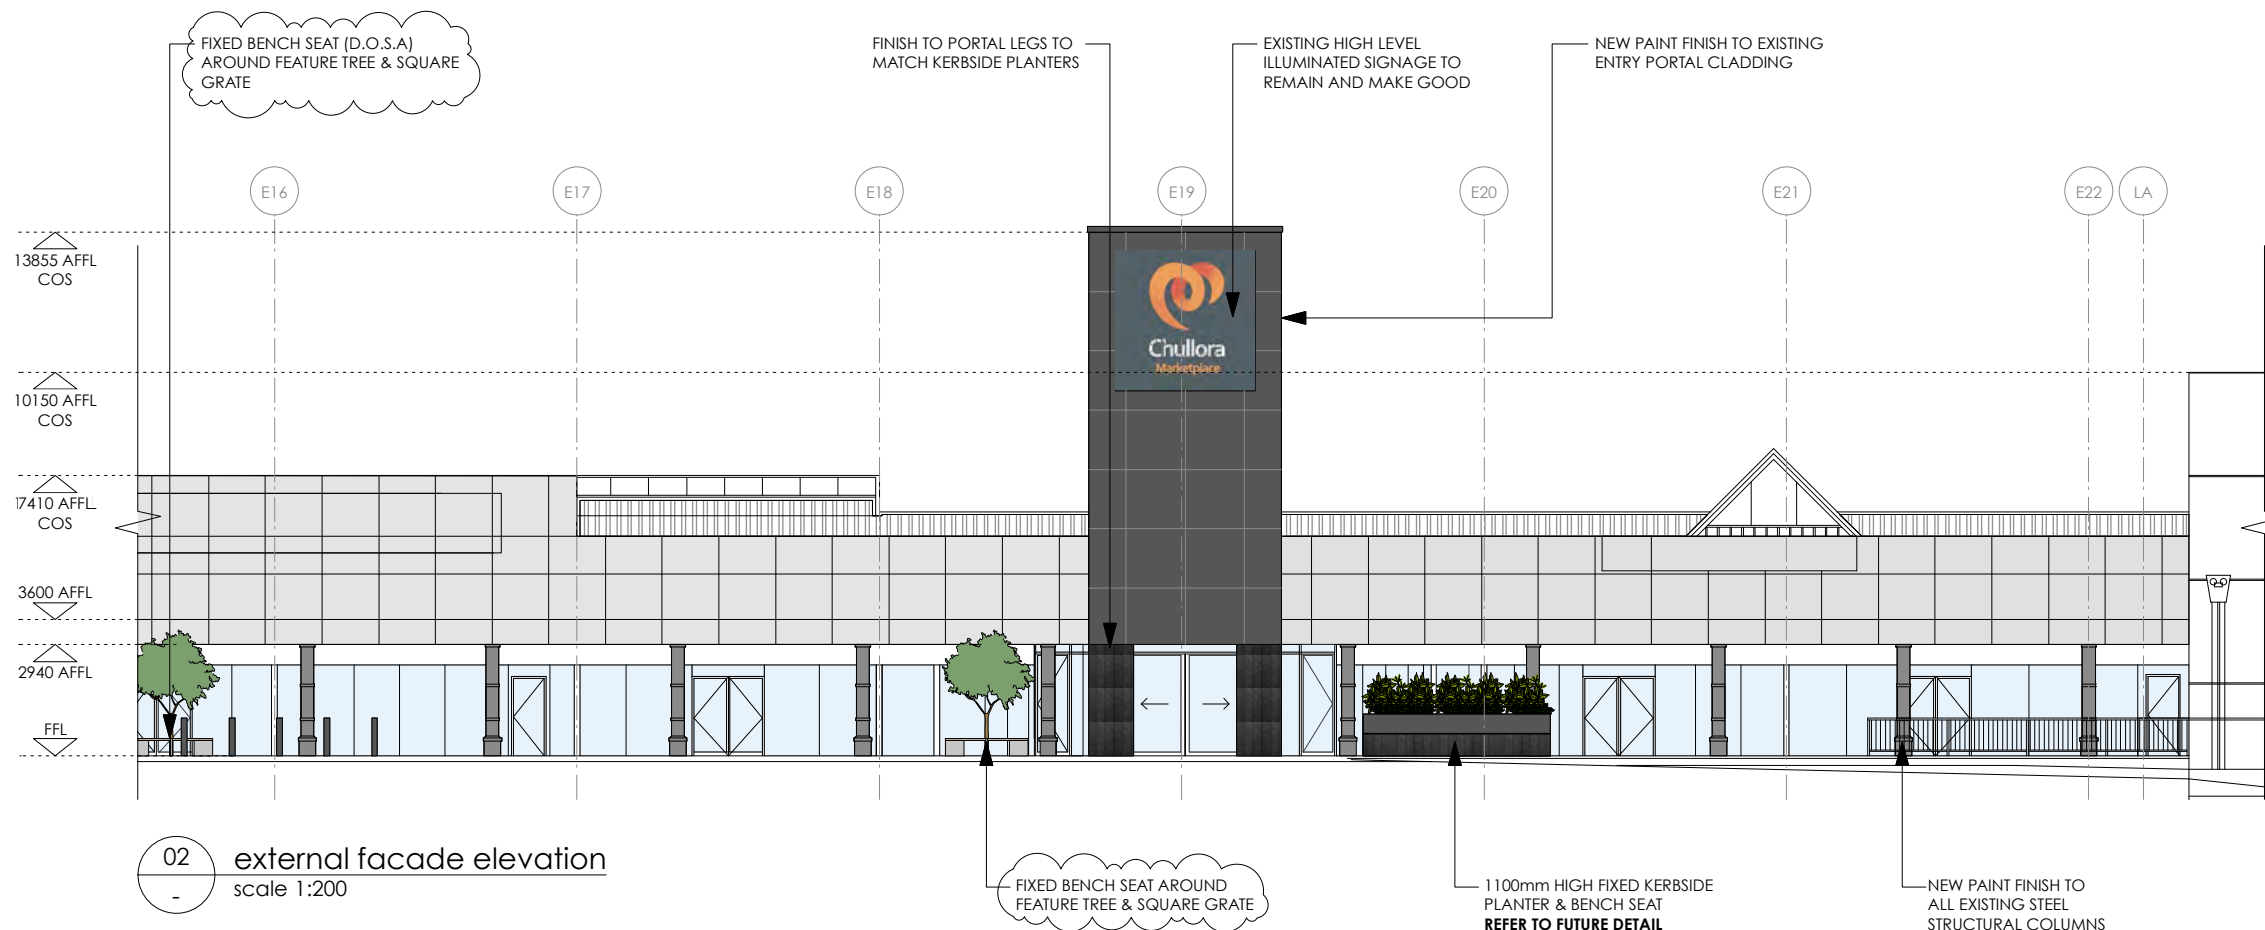 FIXED BENCH SEAT (D.O.S.A)
AROUND FEATURE TREE & SQUARE
GRATE
FINISH TO PORTAL LEGS TO
MATCH KERBSIDE PLANTERS
EXISTING HIGH LEVEL
ILLUMINATED SIGNAGE TO
REMAIN AND MAKE GOOD
NEW PAINT FINISH TO EXISTING
ENTRY PORTAL CLADDING
E16
E17
E18
E19
E20
E21
E22
LA
13855 AFFL
COS
10150 AFFL
COS
17410 AFFL
COS
3600 AFFL
2940 AFFL
FFL
Chullora
Marketplace
02
-
external facade elevation
scale 1:200
FIXED BENCH SEAT AROUND
FEATURE TREE & SQUARE GRATE
1100mm HIGH FIXED KERBSIDE
PLANTER & BENCH SEAT
REFER TO FUTURE DETAIL
NEW PAINT FINISH TO
ALL EXISTING STEEL
STRUCTURAL COLUMNS